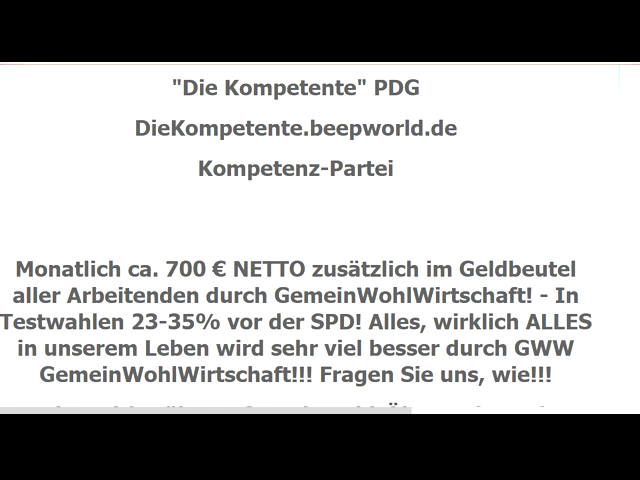 "Die Kompetente" PDG
DieKompetente.beepworld.de
Kompetenz-Partei
Monatlich ca. 700 € NETTO zusätzlich im Geldbeutel
aller Arbeitenden durch GemeinWohlWirtschaft! - In
Testwahlen 23-35% vor der SPD! Alles, wirklich ALLES
in unserem Leben wird sehr viel besser durch GWW
GemeinWohlWirtschaft!!! Fragen Sie uns, wie!!!